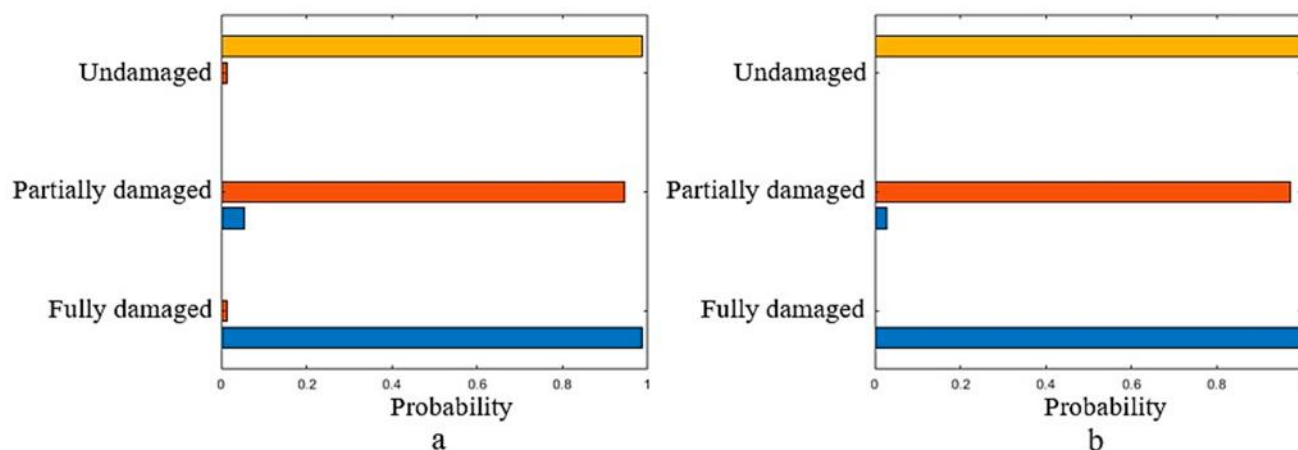 Undamaged
Partially damaged
Fully damaged
0 0.2 0.4 0.6 0.8 1
Probability
a
Undamaged
Partially damaged
Fully damaged
0 0.2 0.4 0.6 0.8
Probability
b